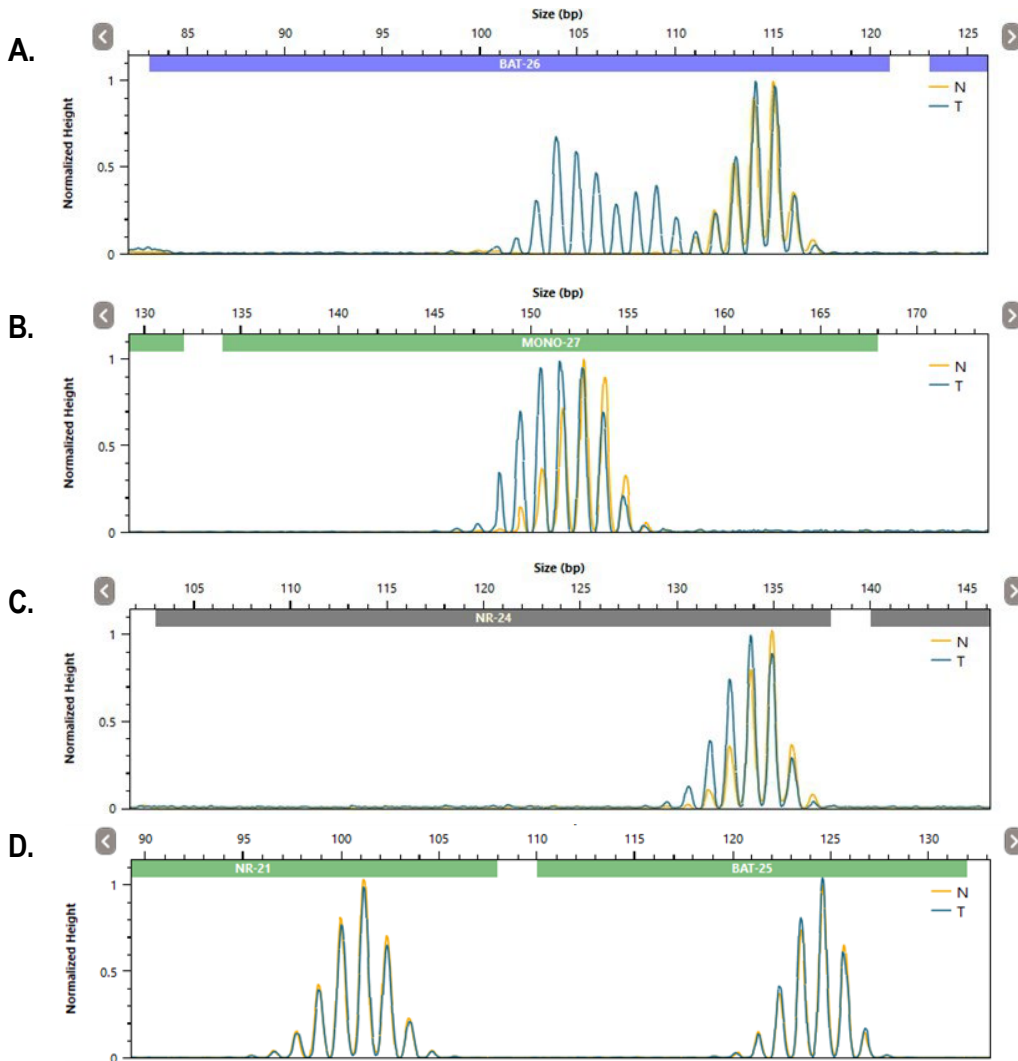 A.
Size (bp)
85 90 95 100 105 110 115 120 125
BAT-26
Normalized Height
1
0.5
0
N
T
B.
Size (bp)
130 135 140 145 150 155 160 165 170
MONO-27
Normalized Height
1
0.5
0
N
T
C.
Size (bp)
105 110 115 120 125 130 135 140 145
NR-24
Normalized Height
1
0.5
0
N
T
D.
90 95 100 105 110 115 120 125 130
NR-21 BAT-25
Normalized Height
1
0.5
0
N
T